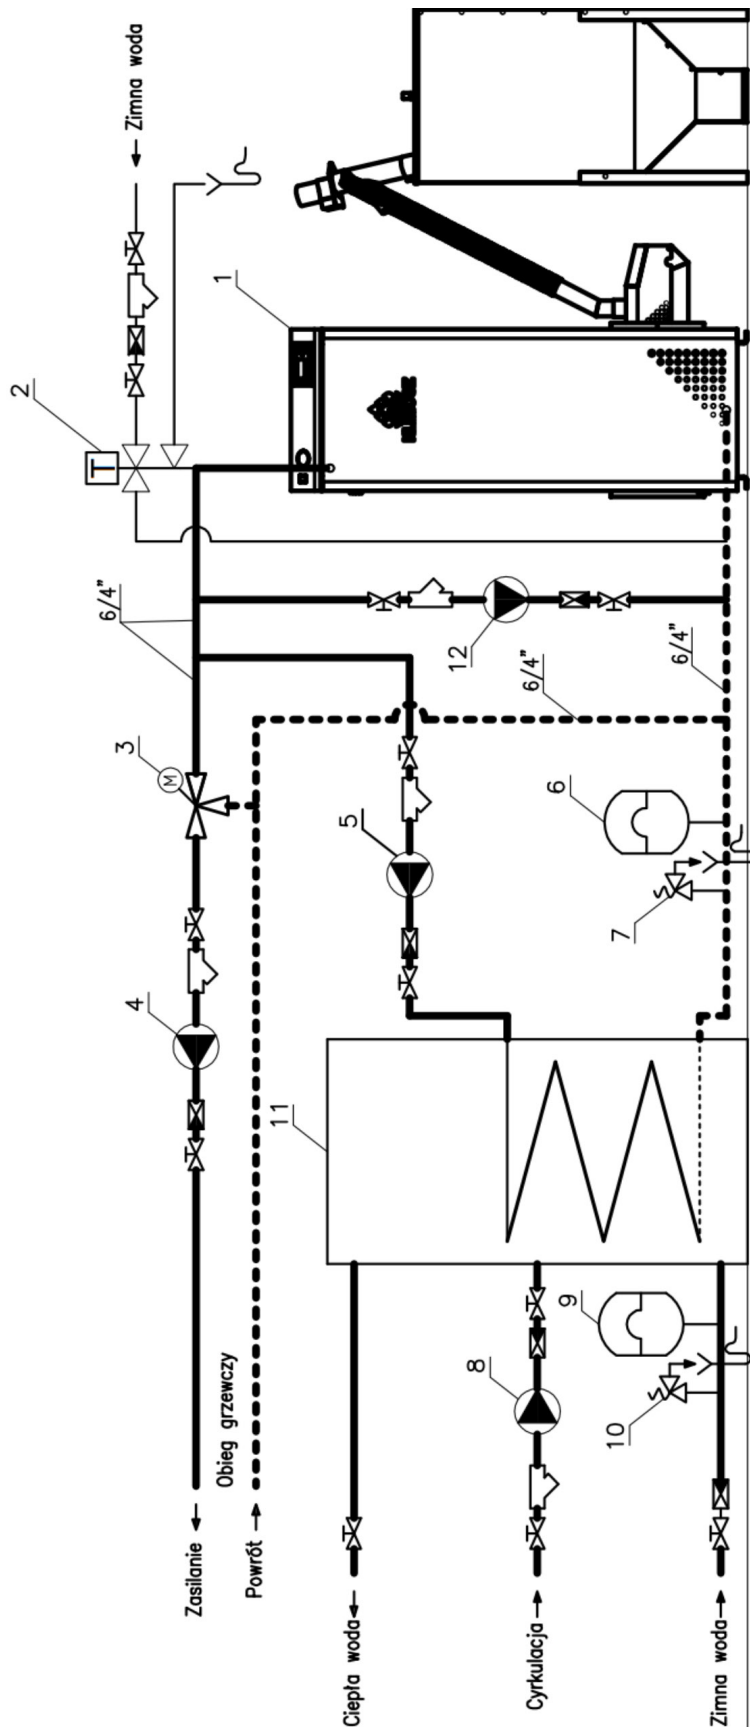 Zimna woda
1
2
6/4"
3
12
6/4"
6/4"
5
6
4
7
11
9
8
10
Obieg grzewczy
Zasilanie
Powrót
Ciepła woda
Cyrkulacja
Zimna woda
M
T